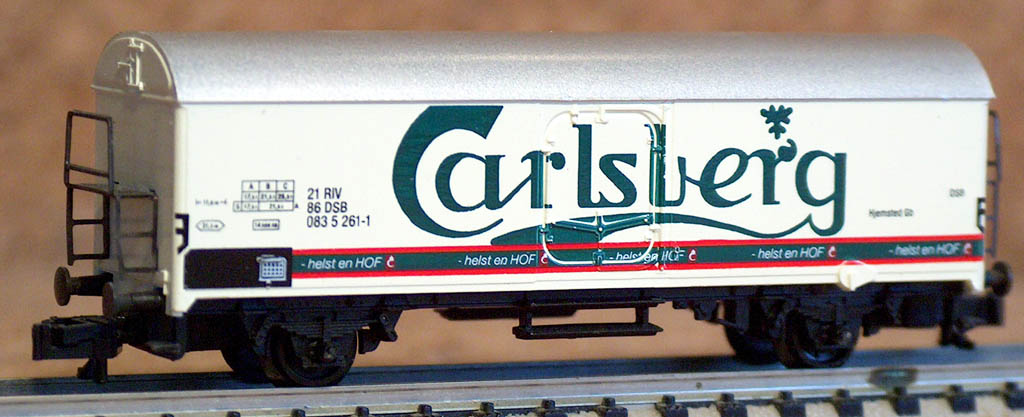 Carlsberg
A B C
21 RIV
86 DSB
083 5 261-1
DSB
Hjemsted Gb
- helst en HOF C - helst en HOF C - helst en HOF C - helst en HOF C - helst en HOF